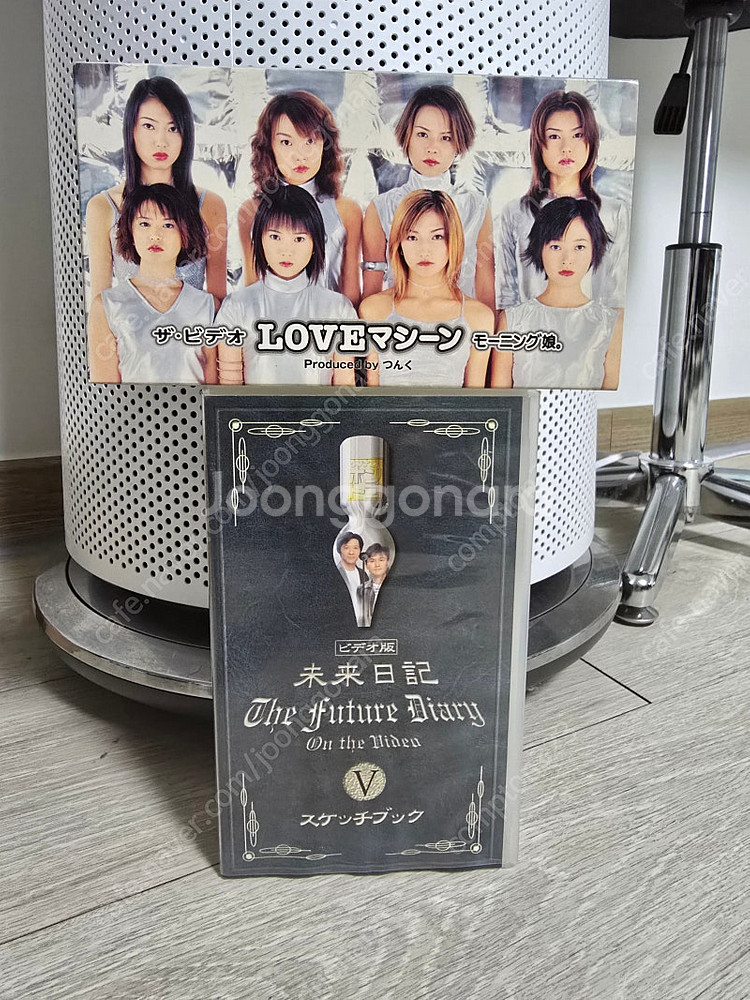 ザ・ビデオ LOVEマシーン モーニング娘。
Produced by つんく
Joonggonara
ビデオ版
未来日記
The Future Diary
On the Video
V
スケッチブック